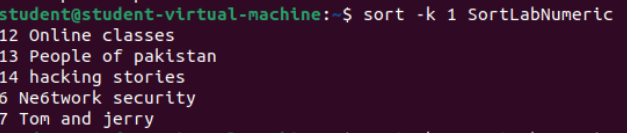 student@student-virtual-machine:~$ sort -k 1 SortLabNumeric
12 Online classes
13 People of pakistan
14 hacking stories
6 Ne6twork security
7 Tom and jerry